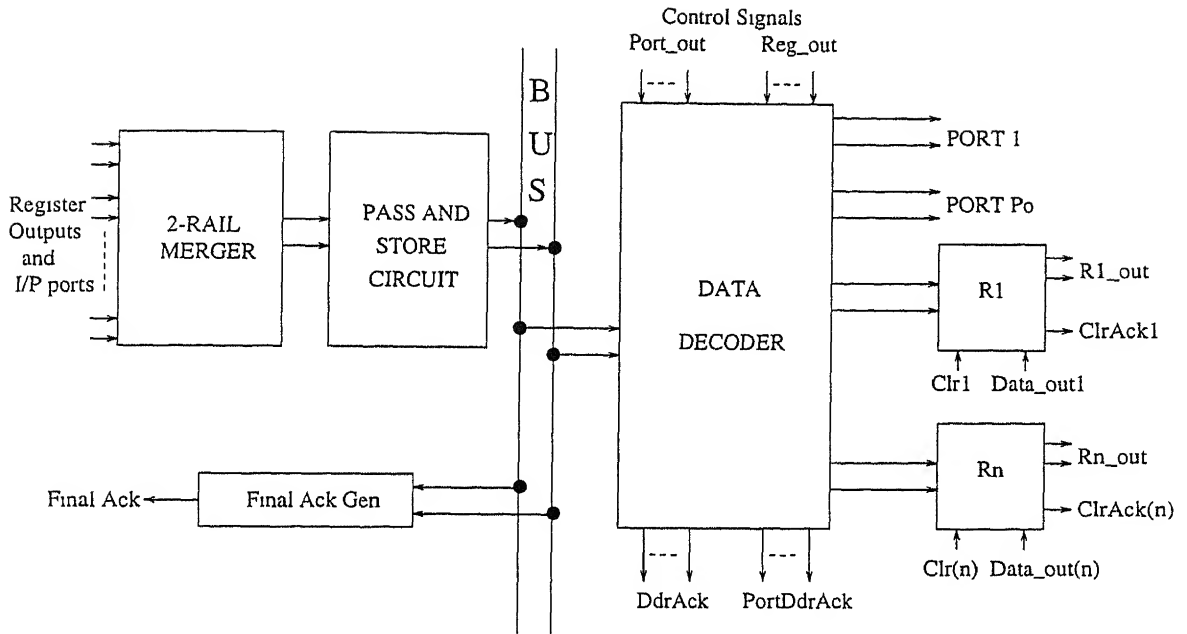 Control Signals
Port_out
Reg_out
B
U
S
PORT 1
PORT Po
Register
Outputs
and
I/P ports
2-RAIL
MERGER
PASS AND
STORE
CIRCUIT
DATA
DECODER
R1
R1_out
ClrAck1
Clr1
Data_out1
Rn
Rn_out
ClrAck(n)
Clr(n)
Data_out(n)
Final Ack
Final Ack Gen
DdrAck
PortDdrAck